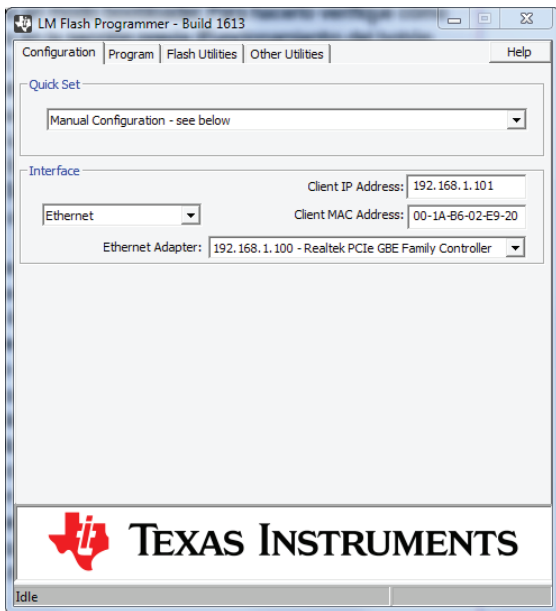 LM Flash Programmer - Build 1613
Configuration Program Flash Utilities Other Utilities Help
Quick Set
Manual Configuration - see below
Interface
Client IP Address: 192.168.1.101
Ethernet Client MAC Address: 00-1A-B6-02-E9-20
Ethernet Adapter: 192.168.1.100 - Realtek PCIe GBE Family Controller
TEXAS INSTRUMENTS
Idle